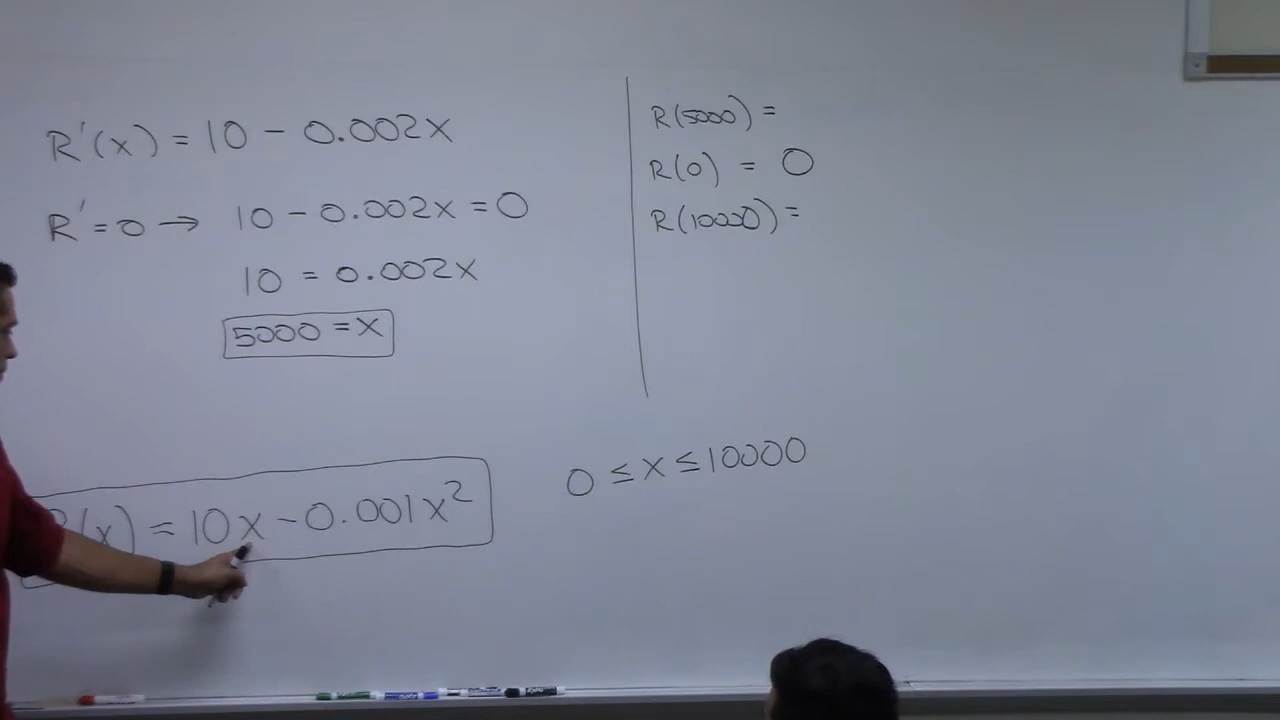 R'(x) = 10 - 0.002x
R' = 0 → 10 - 0.002x = 0
10 = 0.002x
5000 = x
R(5000) =
R(0) = 0
R(10000) =
R(x) = 10x - 0.001x²
0 ≤ x ≤ 10000